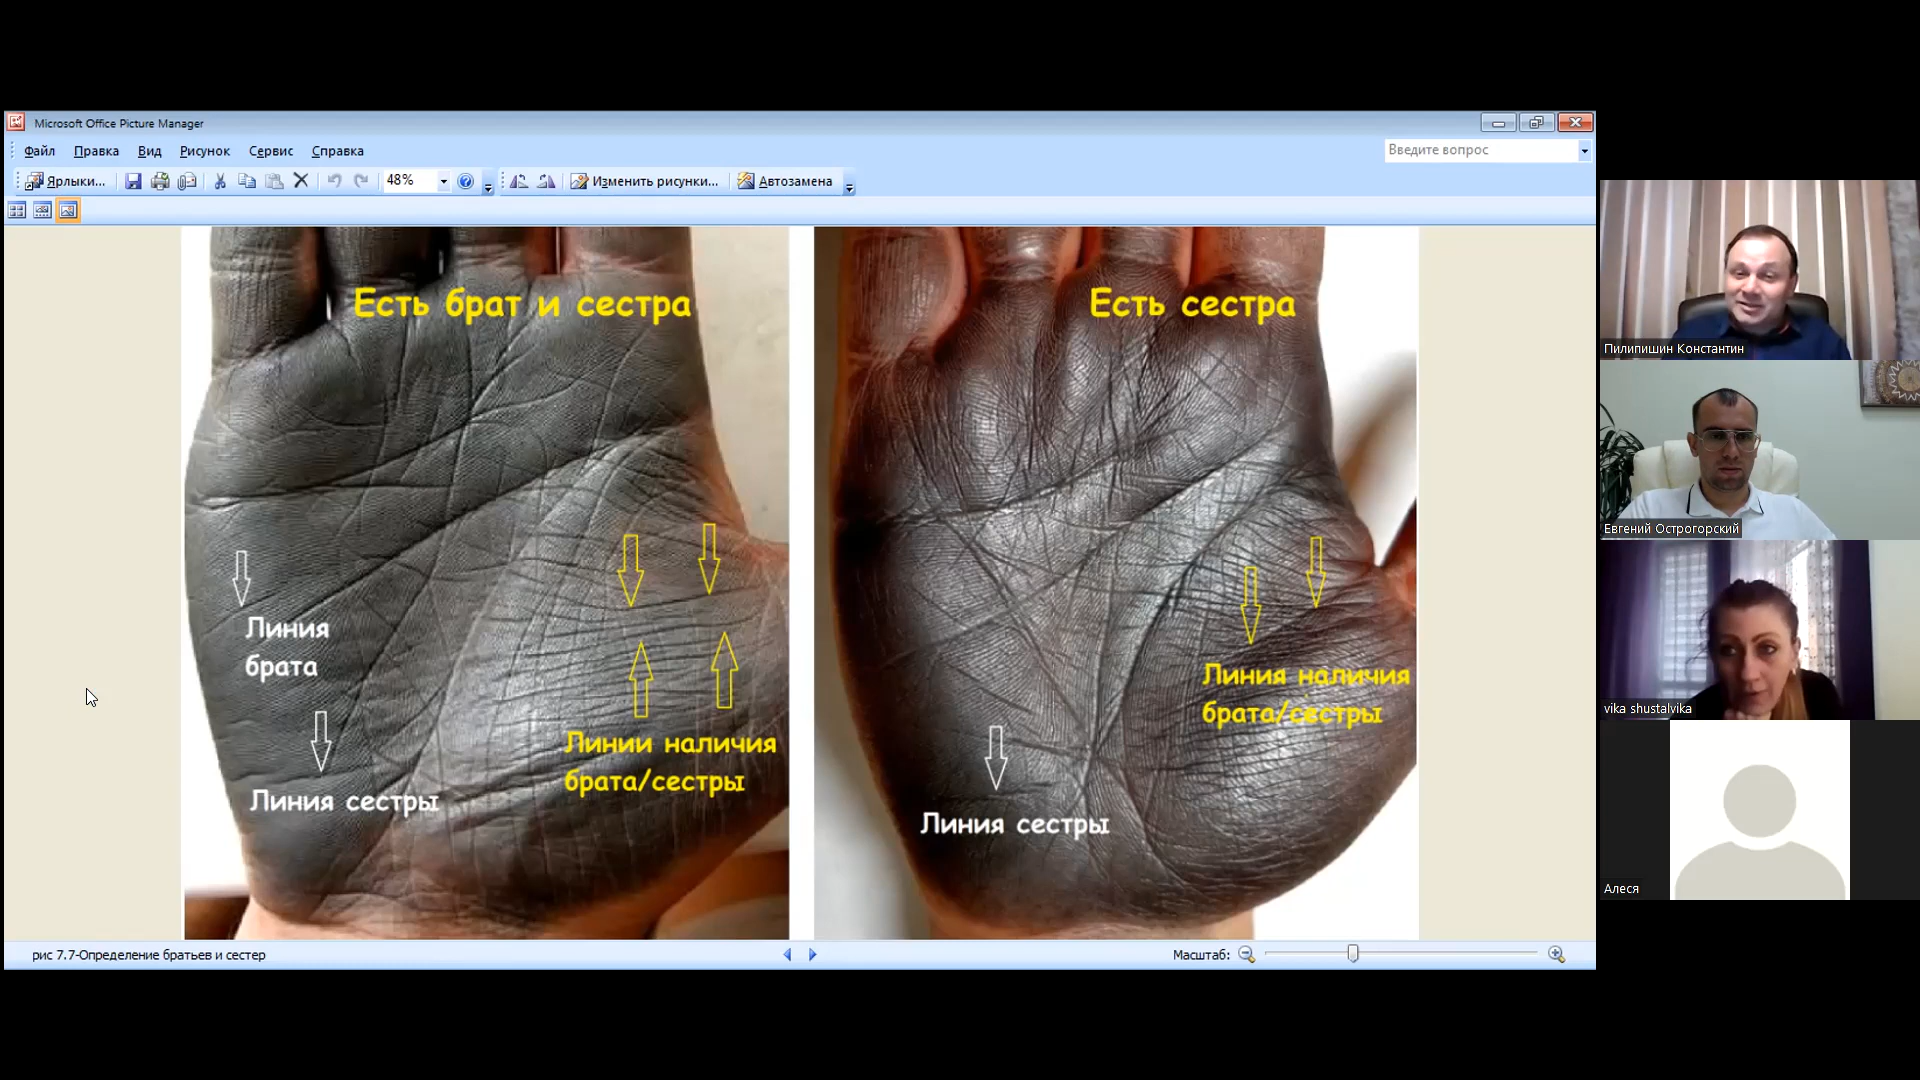 Microsoft Office Picture Manager
Файл Правка Вид Рисунок Сервис Справка
Введите вопрос
Ярлыки... 48% Изменить рисунки... Автозамена
Есть брат и сестра
Линия
брата
Линия сестры
Линии наличия
брата/сестры
Есть сестра
Линия наличия
брата/сестры
Линия сестры
рис 7.7-Определение братьев и сестер
Масштаб:
Пилипишин Константин
Евгений Острогорский
vika shustalvika
Алеся